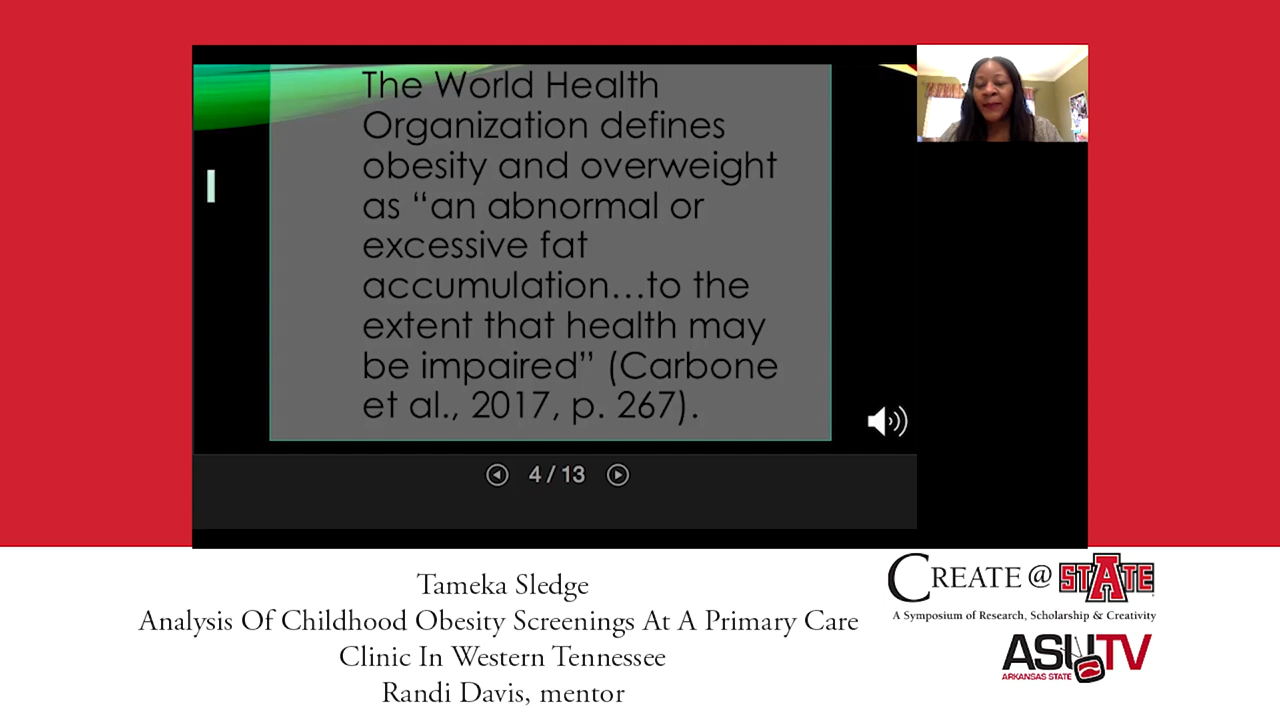 The World Health
Organization defines
obesity and overweight
as “an abnormal or
excessive fat
accumulation…to the
extent that health may
be impaired” (Carbone
et al., 2017, p. 267).
4 / 13
Tameka Sledge
Analysis Of Childhood Obesity Screenings At A Primary Care
Clinic In Western Tennessee
Randi Davis, mentor
CREATE @ STATE
A Symposium of Research, Scholarship & Creativity
ASUTV
ARKANSAS STATE